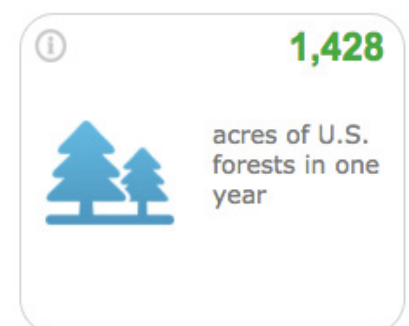 1,428
acres of U.S.
forests in one
year